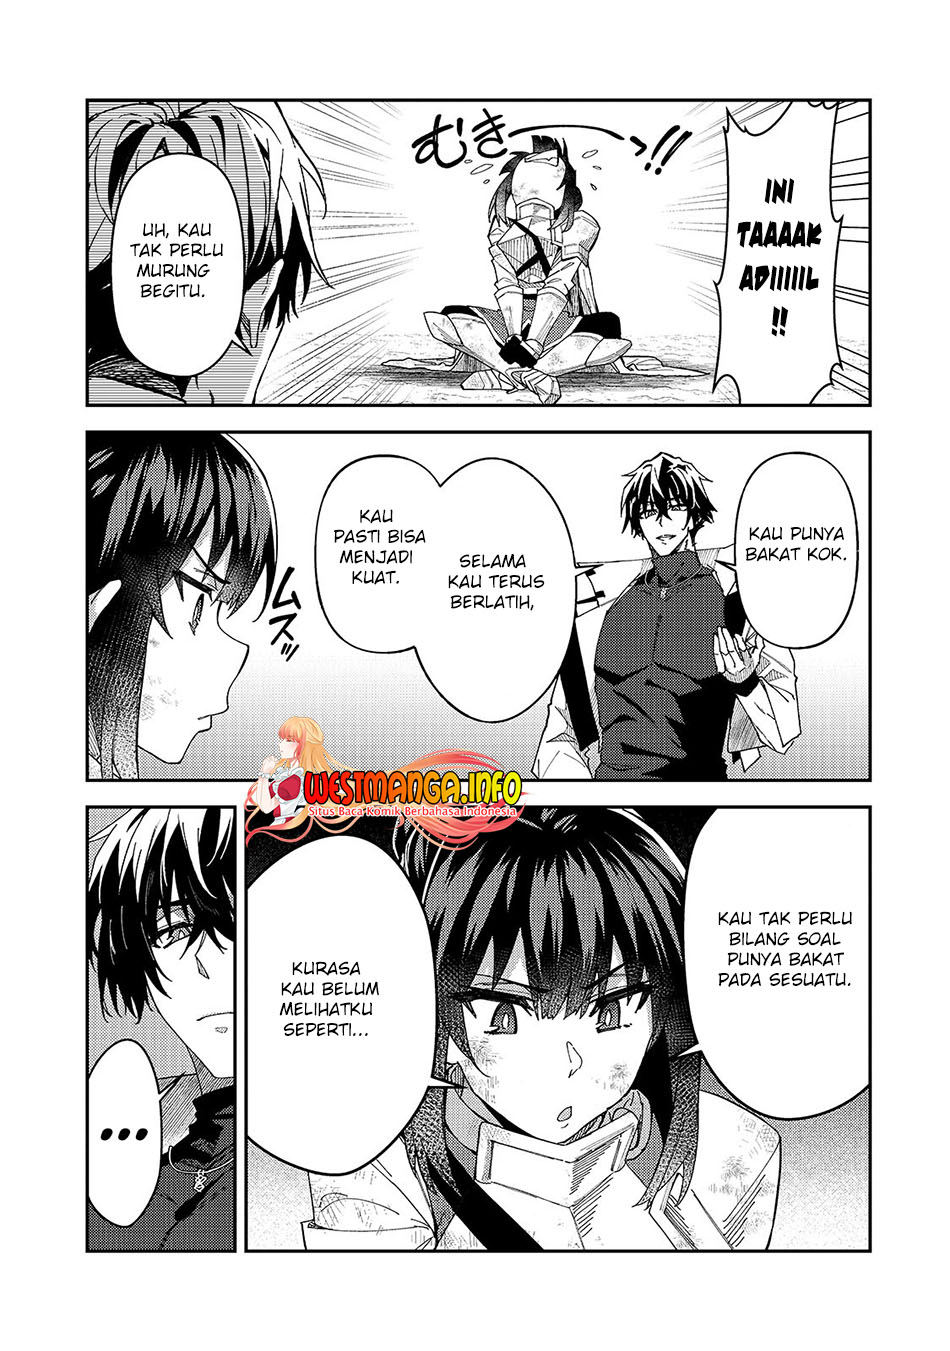 INI
TAAAAK
ADIIIIIL
!!
むきーっ!!
UH, KAU
TAK PERLU
MURUNG
BEGITU.
KAU PUNYA
BAKAT KOK.
SELAMA
KAU TERUS
BERLATIH,
KAU
PASTI BISA
MENJADI
KUAT.
ムスッ
WESTMANGA.INFO
Situs Baca Komik Berbahasa Indonesia
KAU TAK PERLU
BILANG SOAL
PUNYA BAKAT
PADA SESUATU.
KURASA
KAU BELUM
MELIHATKU
SEPERTI...
...